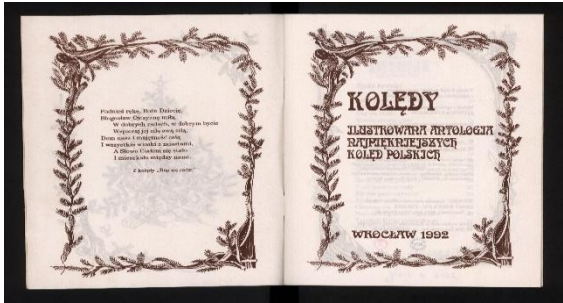 Podnieś rękę, Boże Dziecię,
Błogosław Ojczyznę miłą,
W dobrych radach, w dobrym bycie
Wspieraj jej siłę swą siłą,
Dom nasz i majętność całą
I wszystkie wioski z miastami,
A Słowo Ciałem się stało
I mieszkało między nami.
Z kolędy „Bóg się rodzi"
KOLĘDY
ILUSTROWANA ANTOLOGIA
NAJPIĘKNIEJSZYCH
KOLĘD POLSKICH
WROCŁAW 1992